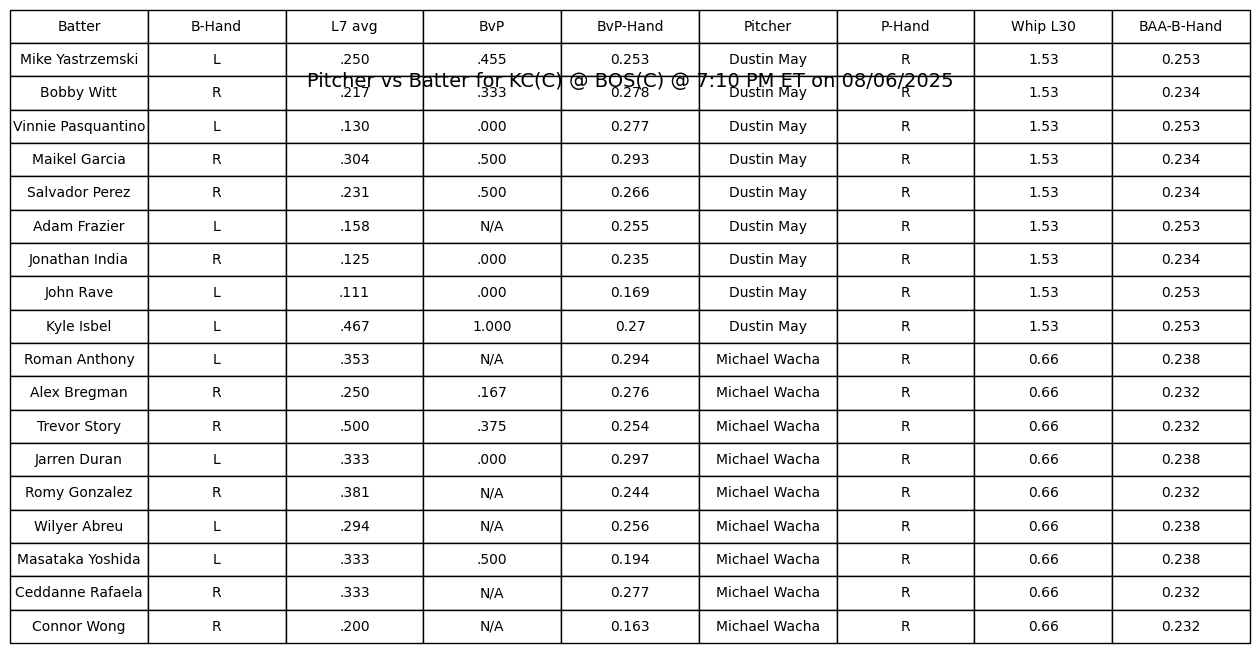 Batter B-Hand L7 avg BvP BvP-Hand Pitcher P-Hand Whip L30 BAA-B-Hand
Mike Yastrzemski L .250 .455 0.253 Dustin May R 1.53 0.253
Pitcher vs Batter for KC(C) @ BOS(C) @ 7:10 PM ET on 08/06/2025
Bobby Witt R .217 .333 0.278 Dustin May R 1.53 0.234
Vinnie Pasquantino L .130 .000 0.277 Dustin May R 1.53 0.253
Maikel Garcia R .304 .500 0.293 Dustin May R 1.53 0.234
Salvador Perez R .231 .500 0.266 Dustin May R 1.53 0.234
Adam Frazier L .158 N/A 0.255 Dustin May R 1.53 0.253
Jonathan India R .125 .000 0.235 Dustin May R 1.53 0.234
John Rave L .111 .000 0.169 Dustin May R 1.53 0.253
Kyle Isbel L .467 1.000 0.27 Dustin May R 1.53 0.253
Roman Anthony L .353 N/A 0.294 Michael Wacha R 0.66 0.238
Alex Bregman R .250 .167 0.276 Michael Wacha R 0.66 0.232
Trevor Story R .500 .375 0.254 Michael Wacha R 0.66 0.232
Jarren Duran L .333 .000 0.297 Michael Wacha R 0.66 0.238
Romy Gonzalez R .381 N/A 0.244 Michael Wacha R 0.66 0.232
Wilyer Abreu L .294 N/A 0.256 Michael Wacha R 0.66 0.238
Masataka Yoshida L .333 .500 0.194 Michael Wacha R 0.66 0.238
Ceddanne Rafaela R .333 N/A 0.277 Michael Wacha R 0.66 0.232
Connor Wong R .200 N/A 0.163 Michael Wacha R 0.66 0.232